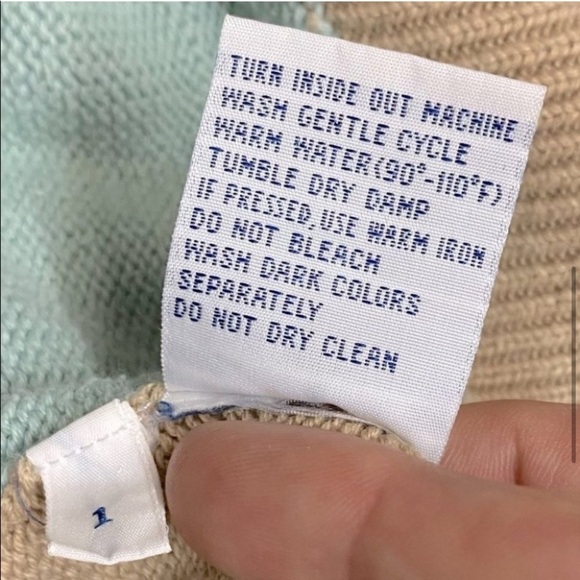 TURN INSIDE OUT MACHINE
WASH GENTLE CYCLE
WARM WATER(90°-110°F)
TUMBLE DRY DAMP
IF PRESSED, USE WARM IRON
DO NOT BLEACH
WASH DARK COLORS
SEPARATELY
DO NOT DRY CLEAN
1